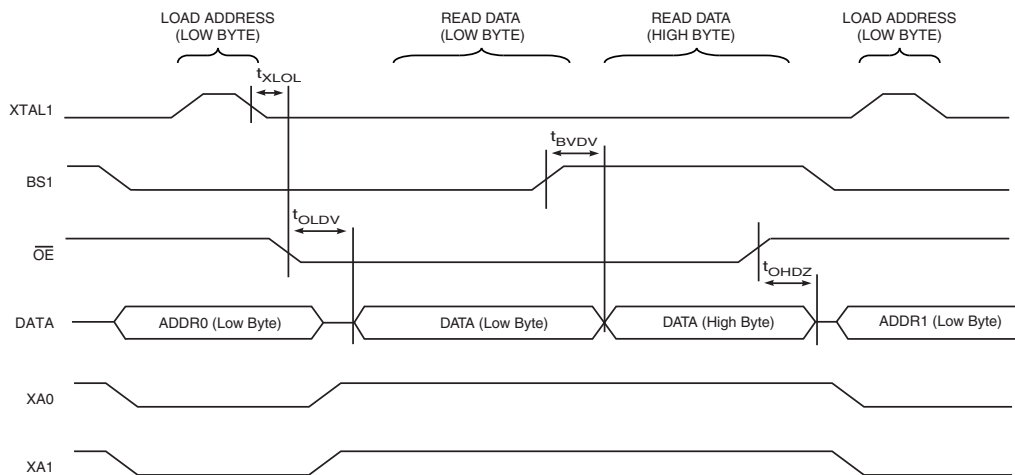 LOAD ADDRESS
(LOW BYTE)
READ DATA
(LOW BYTE)
READ DATA
(HIGH BYTE)
LOAD ADDRESS
(LOW BYTE)
tXLOL
XTAL1
tBVDV
BS1
tOLDV
OE
tOHDZ
DATA
ADDR0 (Low Byte)
DATA (Low Byte)
DATA (High Byte)
ADDR1 (Low Byte)
XA0
XA1